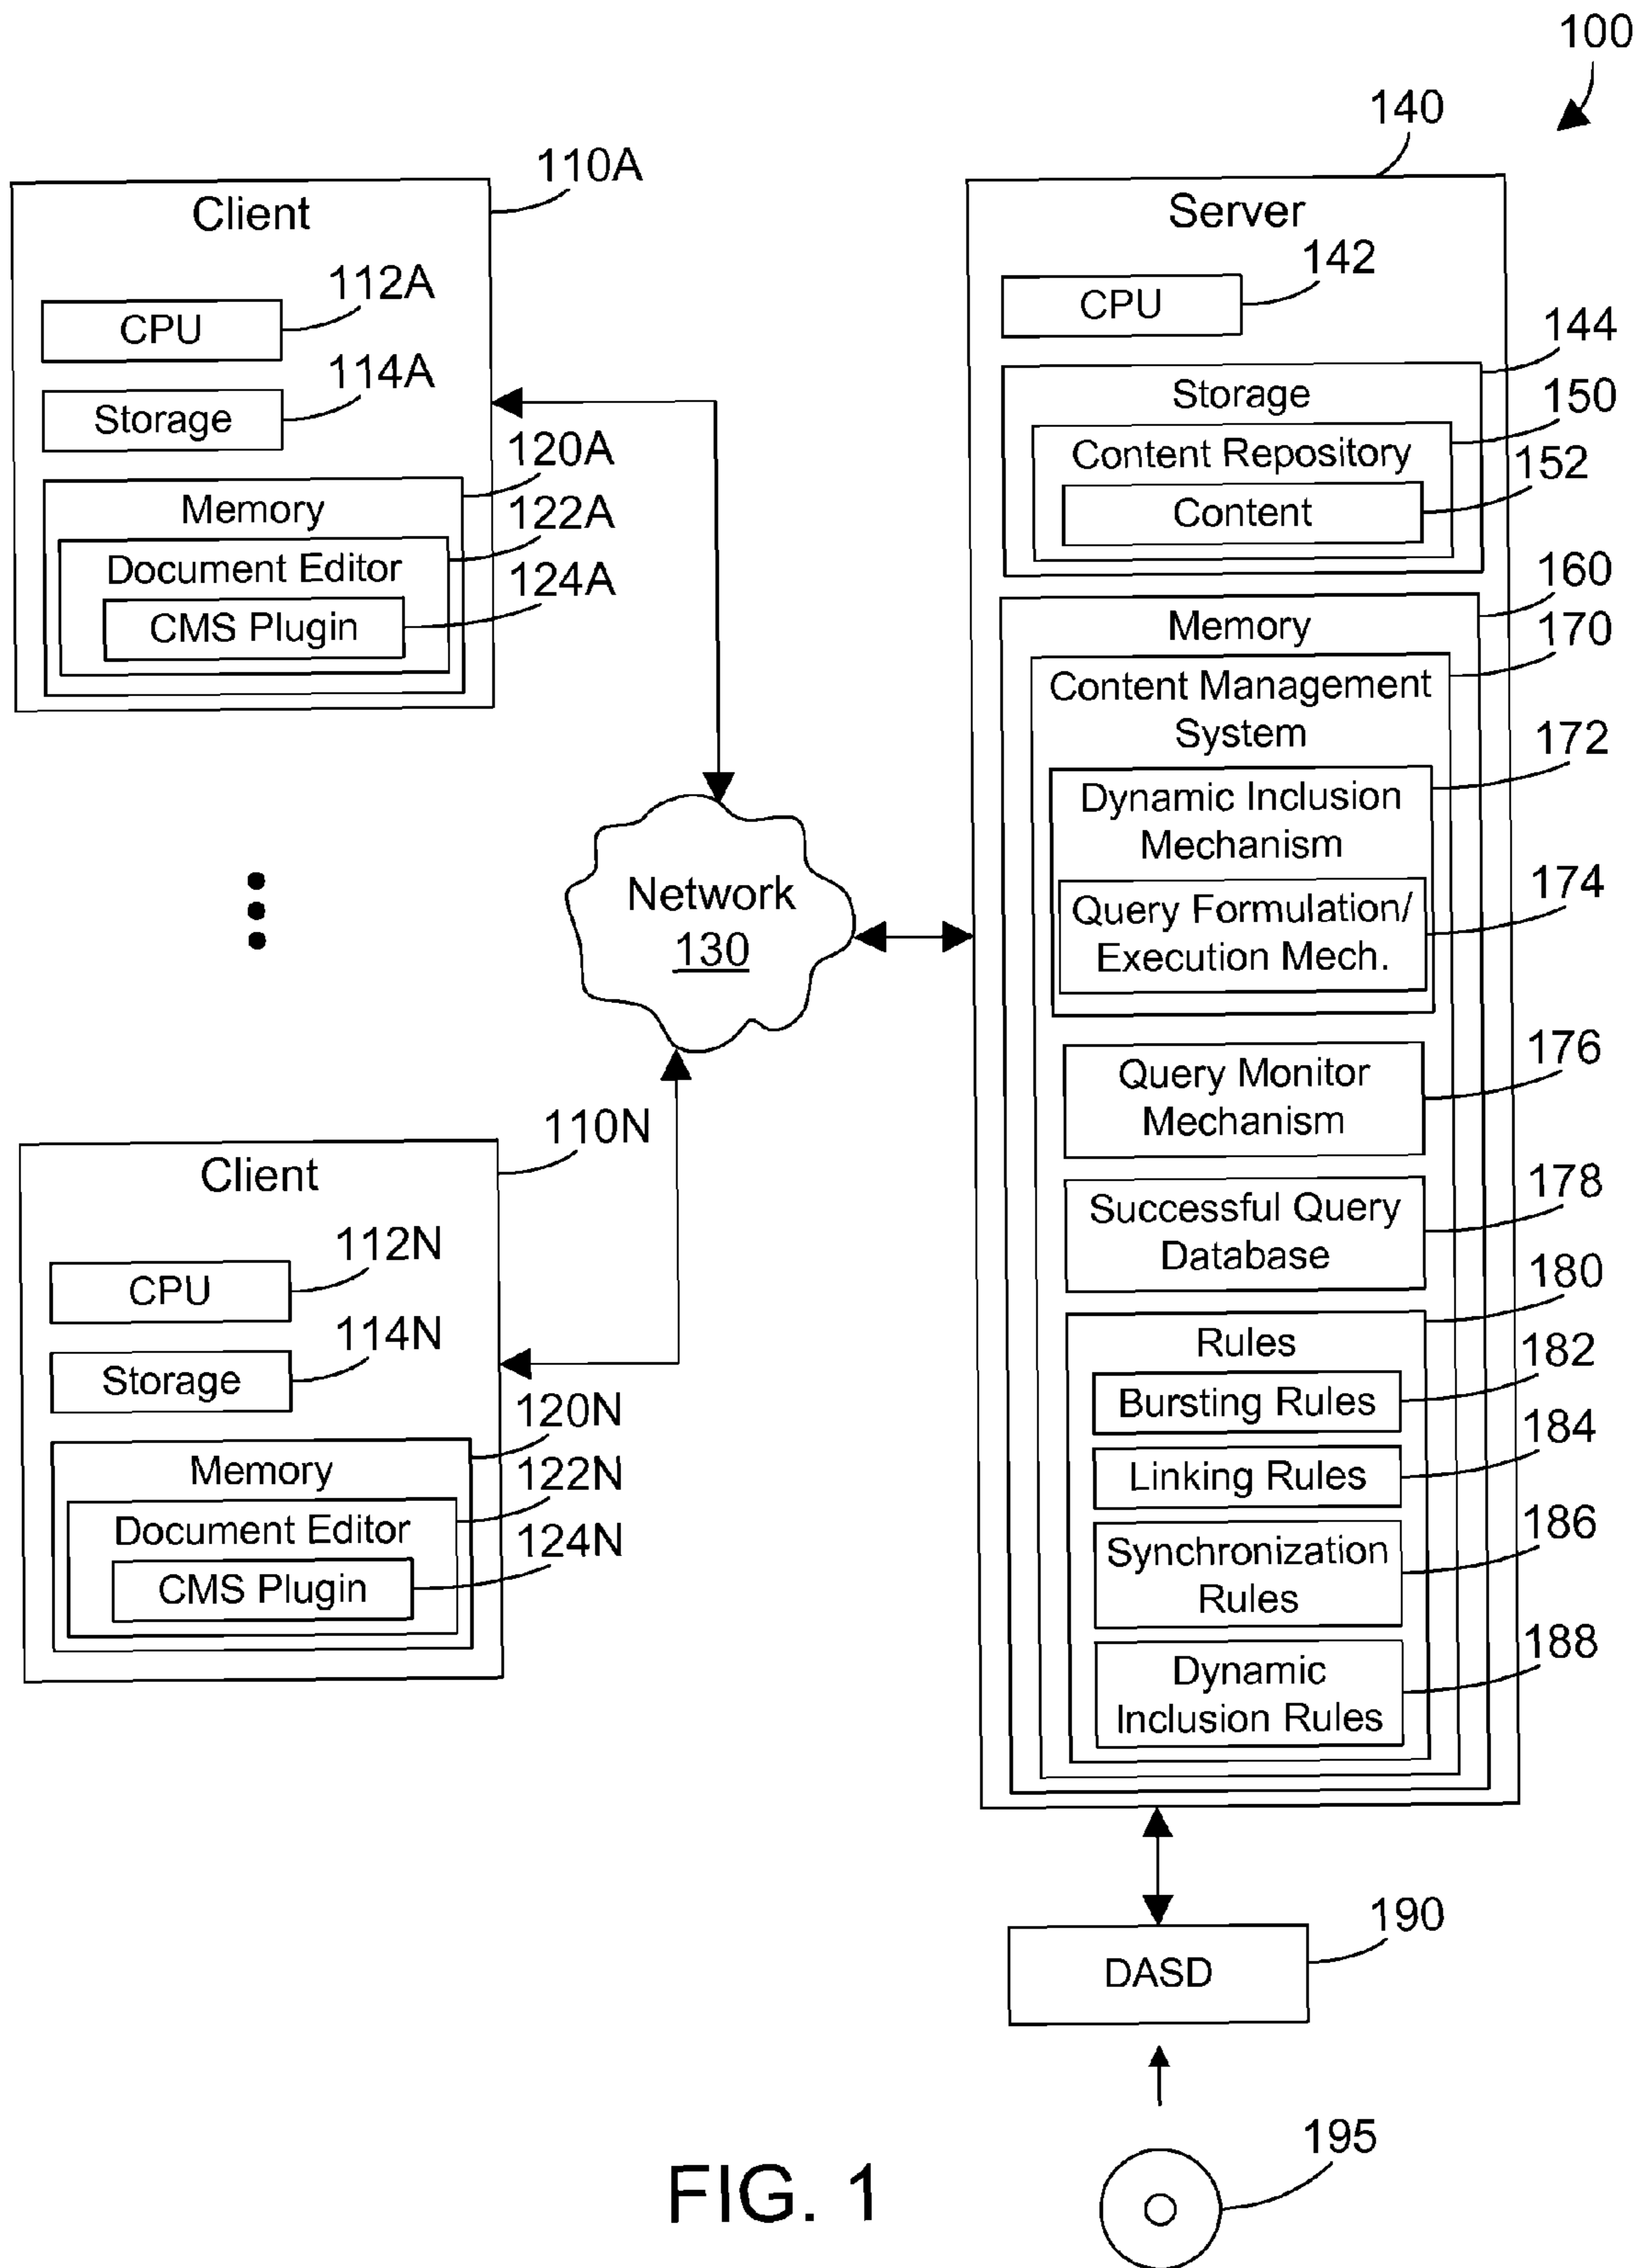 100
110A
Client
112A
CPU
114A
Storage
120A
Memory
122A
Document Editor
124A
CMS Plugin
Network
130
110N
Client
112N
CPU
114N
Storage
120N
Memory
122N
Document Editor
124N
CMS Plugin
140
Server
142
CPU
144
Storage
150
Content Repository
152
Content
160
Memory
170
Content Management
System
172
Dynamic Inclusion
Mechanism
174
Query Formulation/
Execution Mech.
176
Query Monitor
Mechanism
178
Successful Query
Database
180
Rules
182
Bursting Rules
184
Linking Rules
186
Synchronization
Rules
188
Dynamic
Inclusion Rules
190
DASD
195
FIG. 1